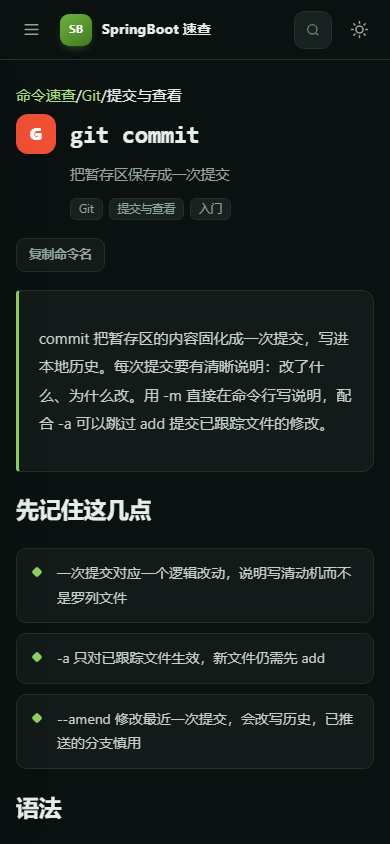 SB SpringBoot 速查
命令速查/Git/提交与查看
G git commit
把暂存区保存成一次提交
Git 提交与查看 入门
复制命令名
commit 把暂存区的内容固化成一次提交，写进
本地历史。每次提交要有清晰说明：改了什
么、为什么改。用 -m 直接在命令行写说明，配
合 -a 可以跳过 add 提交已跟踪文件的修改。
先记住这几点
一次提交对应一个逻辑改动，说明写清动机而不
是罗列文件
-a 只对已跟踪文件生效，新文件仍需先 add
--amend 修改最近一次提交，会改写历史，已推
送的分支慎用
语法